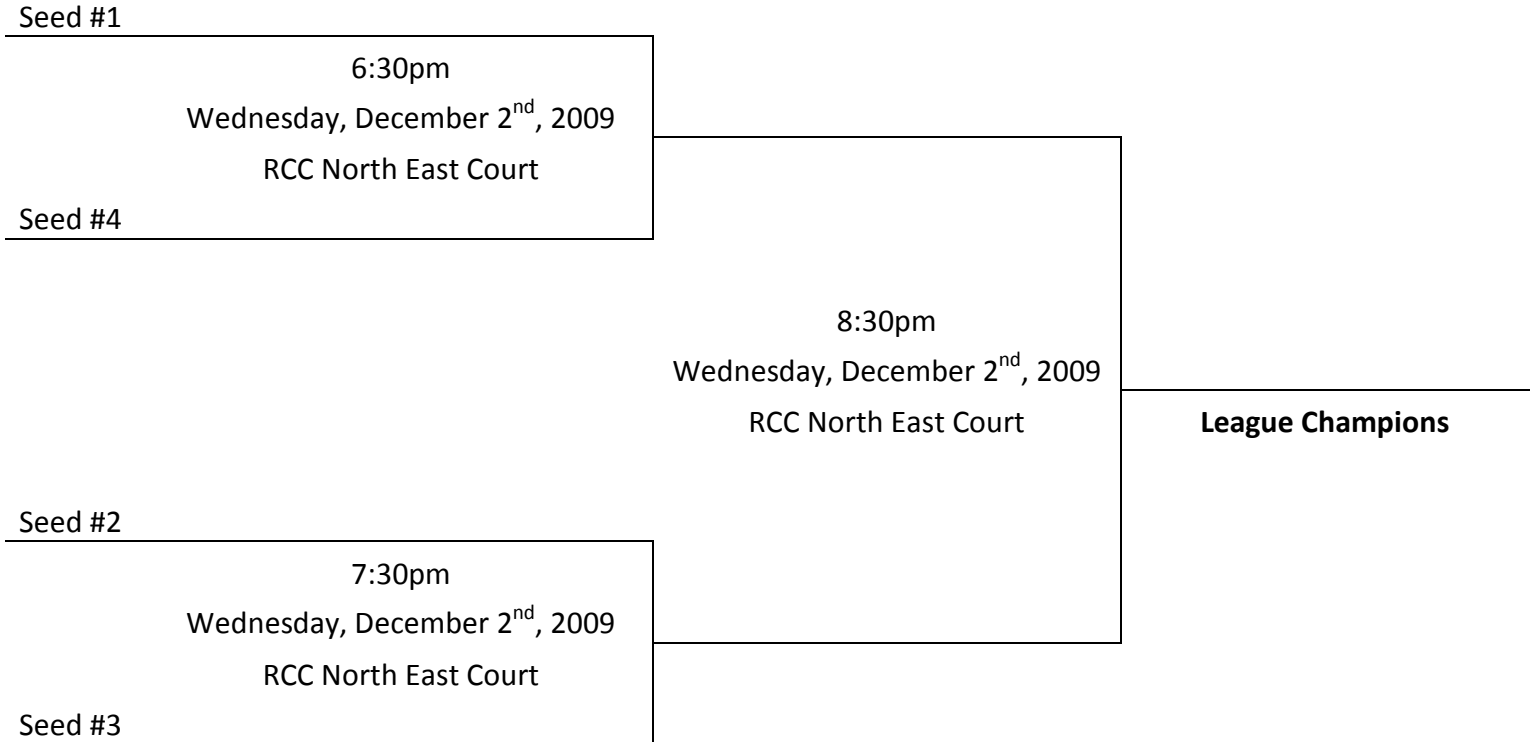 Seed #1
6:30pm
Wednesday, December 2nd, 2009
RCC North East Court
Seed #4
8:30pm
Wednesday, December 2nd, 2009
RCC North East Court
League Champions
Seed #2
7:30pm
Wednesday, December 2nd, 2009
RCC North East Court
Seed #3